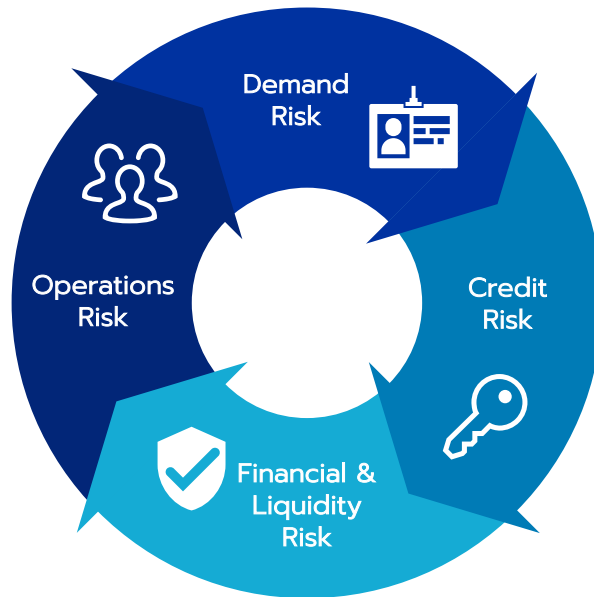 Demand
Risk
Credit
Risk
Financial &
Liquidity
Risk
Operations
Risk